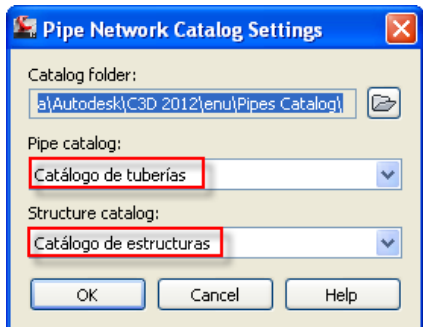 Pipe Network Catalog Settings
Catalog folder:
a\Autodesk\C3D 2012\enu\Pipes Catalog\
Pipe catalog:
Catálogo de tuberías
Structure catalog:
Catálogo de estructuras
OK Cancel Help